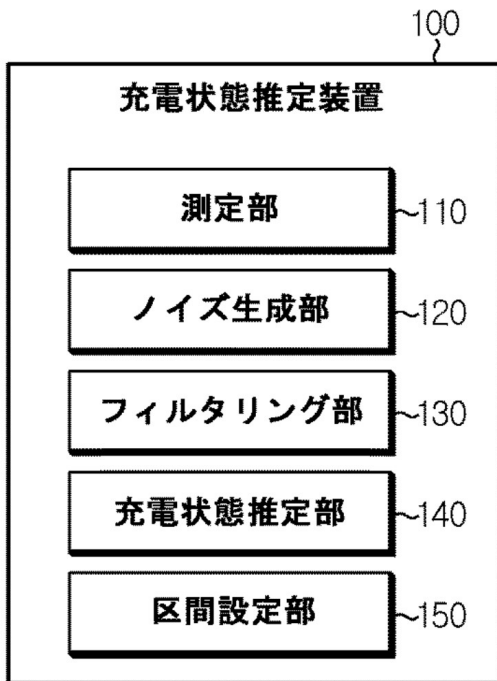 100
充電状態推定装置
測定部 110
ノイズ生成部 120
フィルタリング部 130
充電状態推定部 140
区間設定部 150